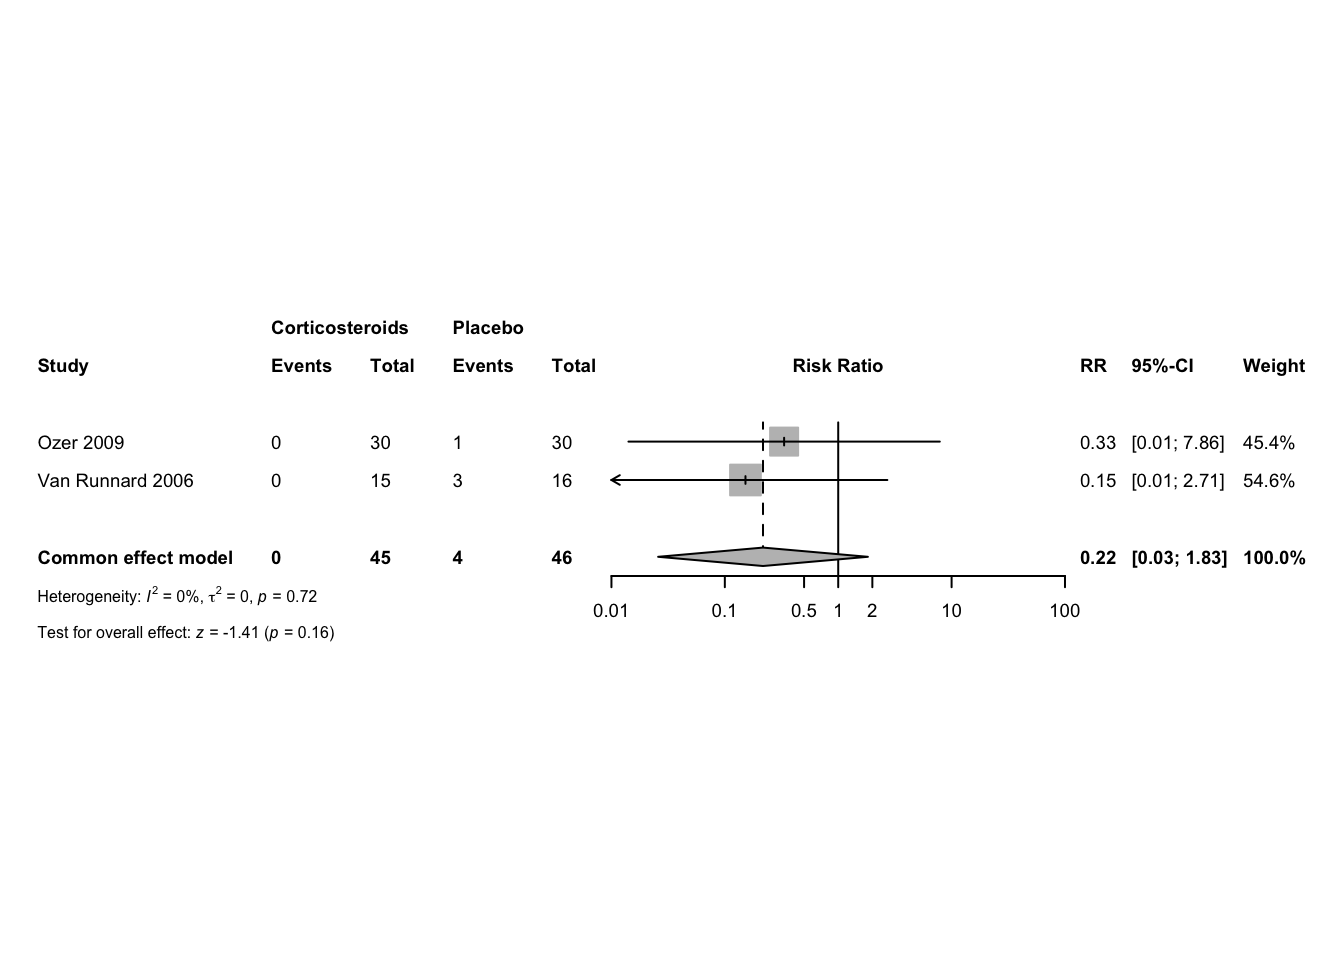 Corticosteroids Placebo
Study Events Total Events Total Risk Ratio RR 95%-CI Weight
Ozer 2009 0 30 1 30 0.33 [0.01; 7.86] 45.4%
Van Runnard 2006 0 15 3 16 0.15 [0.01; 2.71] 54.6%
Common effect model 0 45 4 46 0.22 [0.03; 1.83] 100.0%
Heterogeneity: I² = 0%, τ² = 0, p = 0.72
0.01 0.1 0.5 1 2 10 100
Test for overall effect: z = -1.41 (p = 0.16)